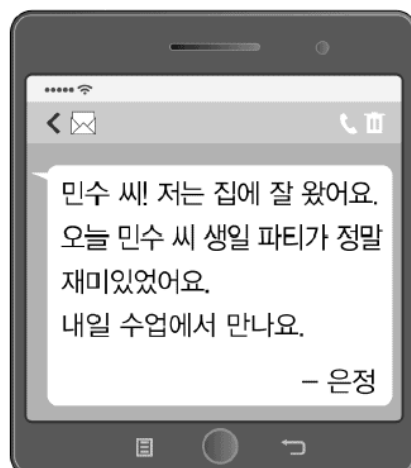 민수 씨! 저는 집에 잘 왔어요.
오늘 민수 씨 생일 파티가 정말
재미있었어요.
내일 수업에서 만나요.
– 은정